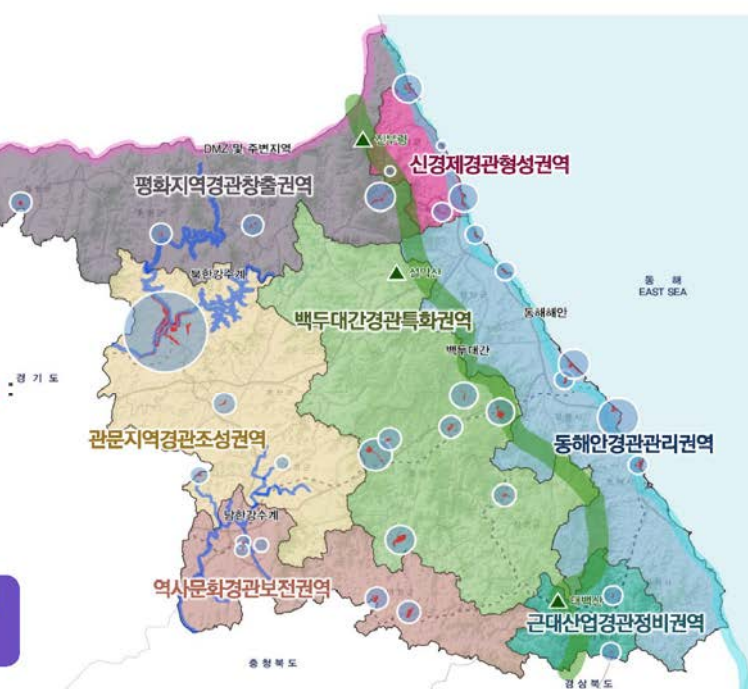 DMZ 및 주변지역
진부령
신경제경관형성권역
평화지역경관창출권역
북한강수계
설악산
동 해
EAST SEA
동해해안
백두대간경관특화권역
백두대간
경 기 도
관문지역경관조성권역
동해안경관관리권역
남한강수계
역사문화경관보전권역
태백산
근대산업경관정비권역
충 청 북 도
경 상 북 도